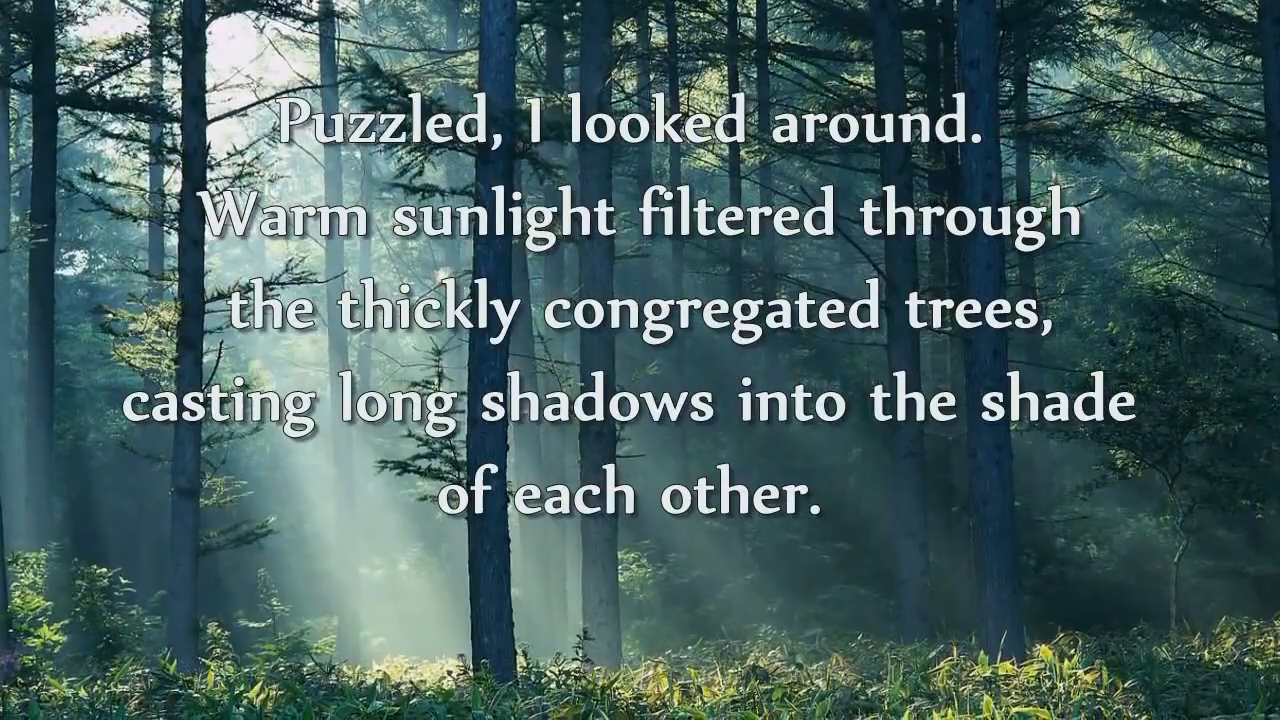 Puzzled, I looked around.
Warm sunlight filtered through
the thickly congregated trees,
casting long shadows into the shade
of each other.